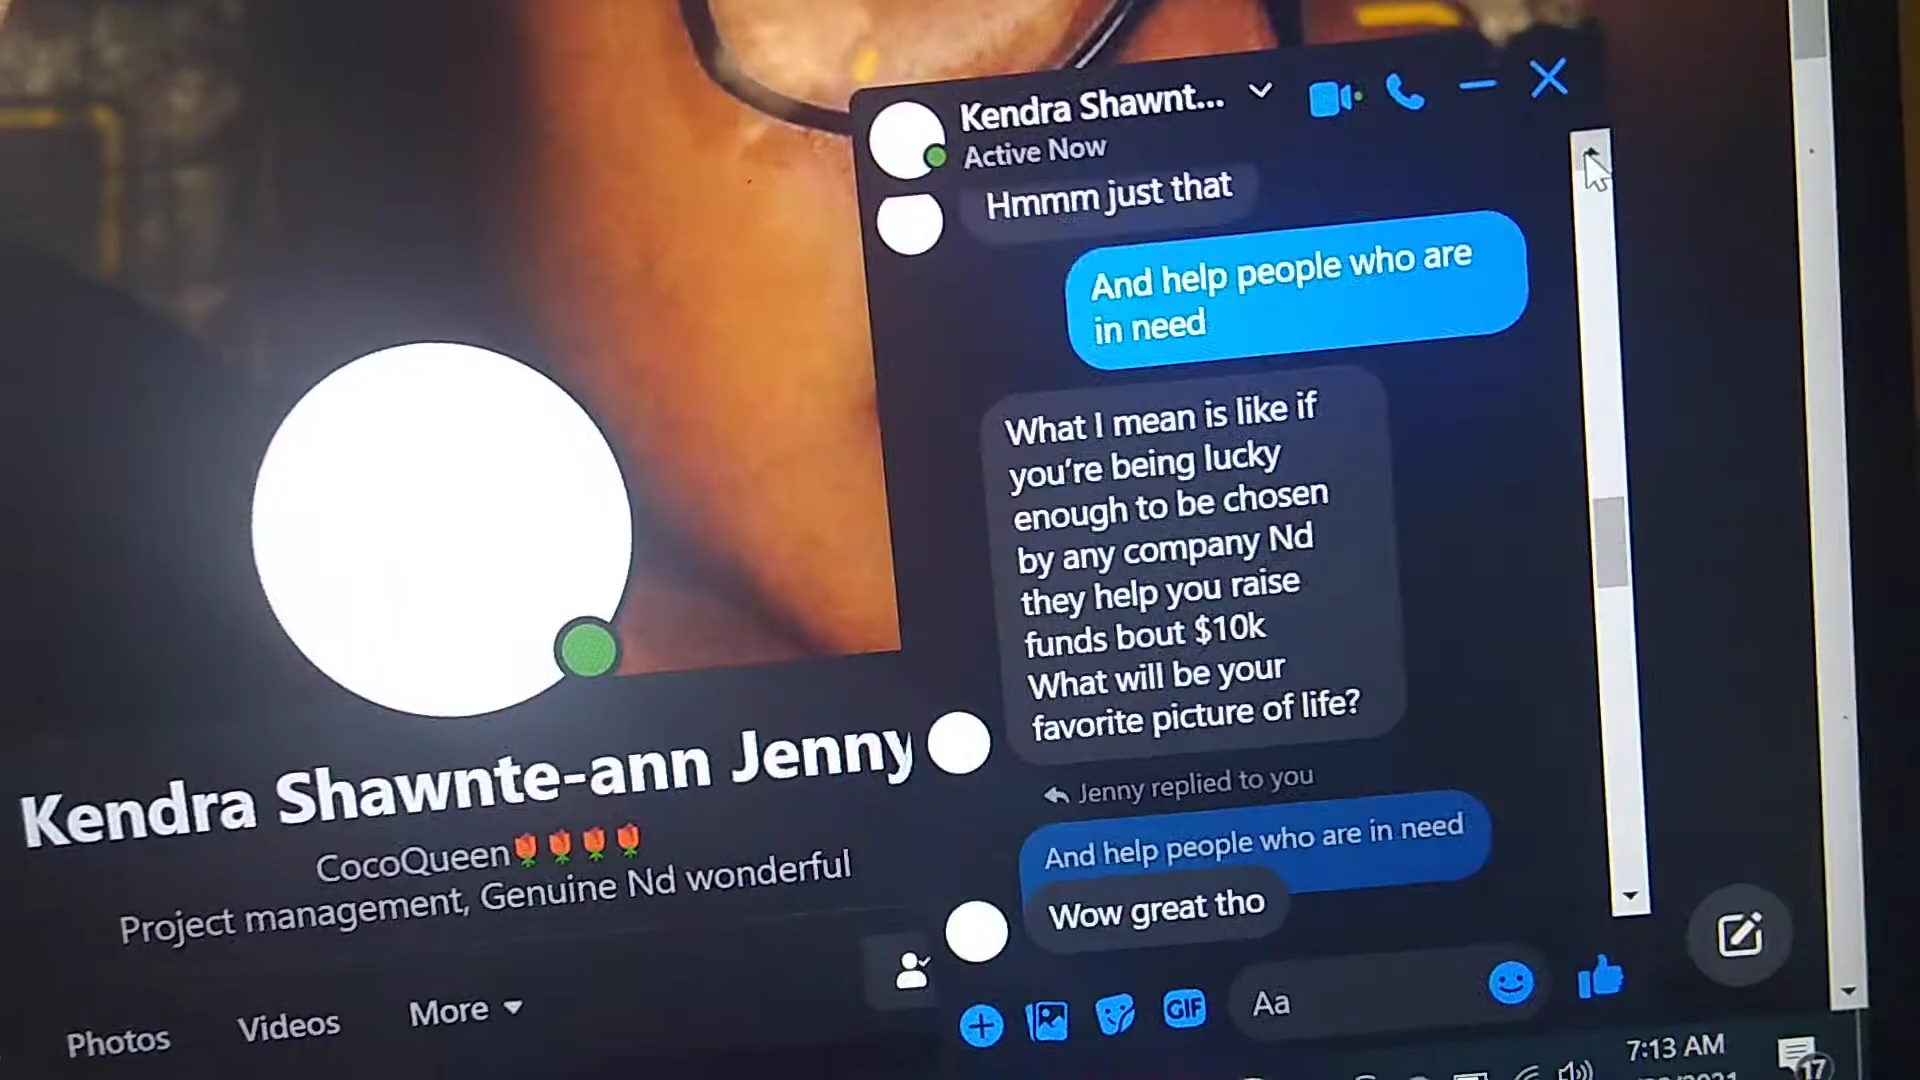 Kendra Shawnt...
Active Now
Hmmm just that
And help people who are
in need
What I mean is like if
you're being lucky
enough to be chosen
by any company Nd
they help you raise
funds bout $10k
What will be your
favorite picture of life?
Jenny replied to you
And help people who are in need
Wow great tho
GIF
Aa
Kendra Shawnte-ann Jenny
CocoQueen🌷🌷🌷🌷
Project management, Genuine Nd wonderful
Photos
Videos
More
7:13 AM
17